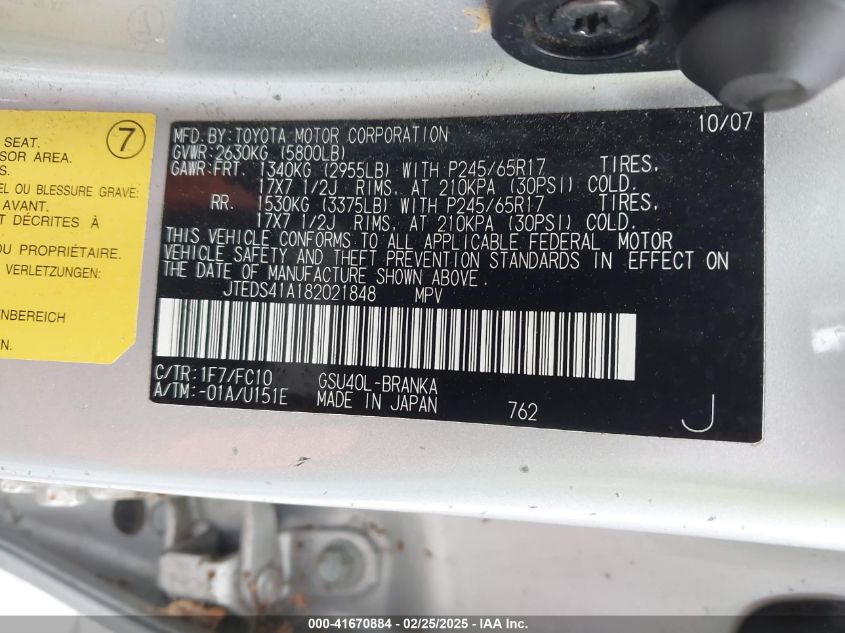 7
SEAT.
SOR AREA.
EL OU BLESSURE GRAVE:
AVANT.
DÉCRITES À
U PROPRIÉTAIRE.
VERLETZUNGEN:
ENBEREICH
EN.
10/07
MFD.BY:TOYOTA MOTOR CORPORATION
GVWR:2630KG (5800LB)
GAWR:FRT. 1340KG (2955LB) WITH P245/65R17 TIRES,
17X7 1/2J RIMS, AT 210KPA (30PSI) COLD.
RR. 1530KG (3375LB) WITH P245/65R17 TIRES,
17X7 1/2J RIMS, AT 210KPA (30PSI) COLD.
THIS VEHICLE CONFORMS TO ALL APPLICABLE FEDERAL MOTOR
VEHICLE SAFETY AND THEFT PREVENTION STANDARDS IN EFFECT ON
THE DATE OF MANUFACTURE SHOWN ABOVE.
JTEDS41A182021848 MPV
C/TR:1F7/FC10 GSU40L-BRANKA
A/TM:-01A/U151E MADE IN JAPAN 762 J
000-41670884 - 02/25/2025 - IAA Inc.